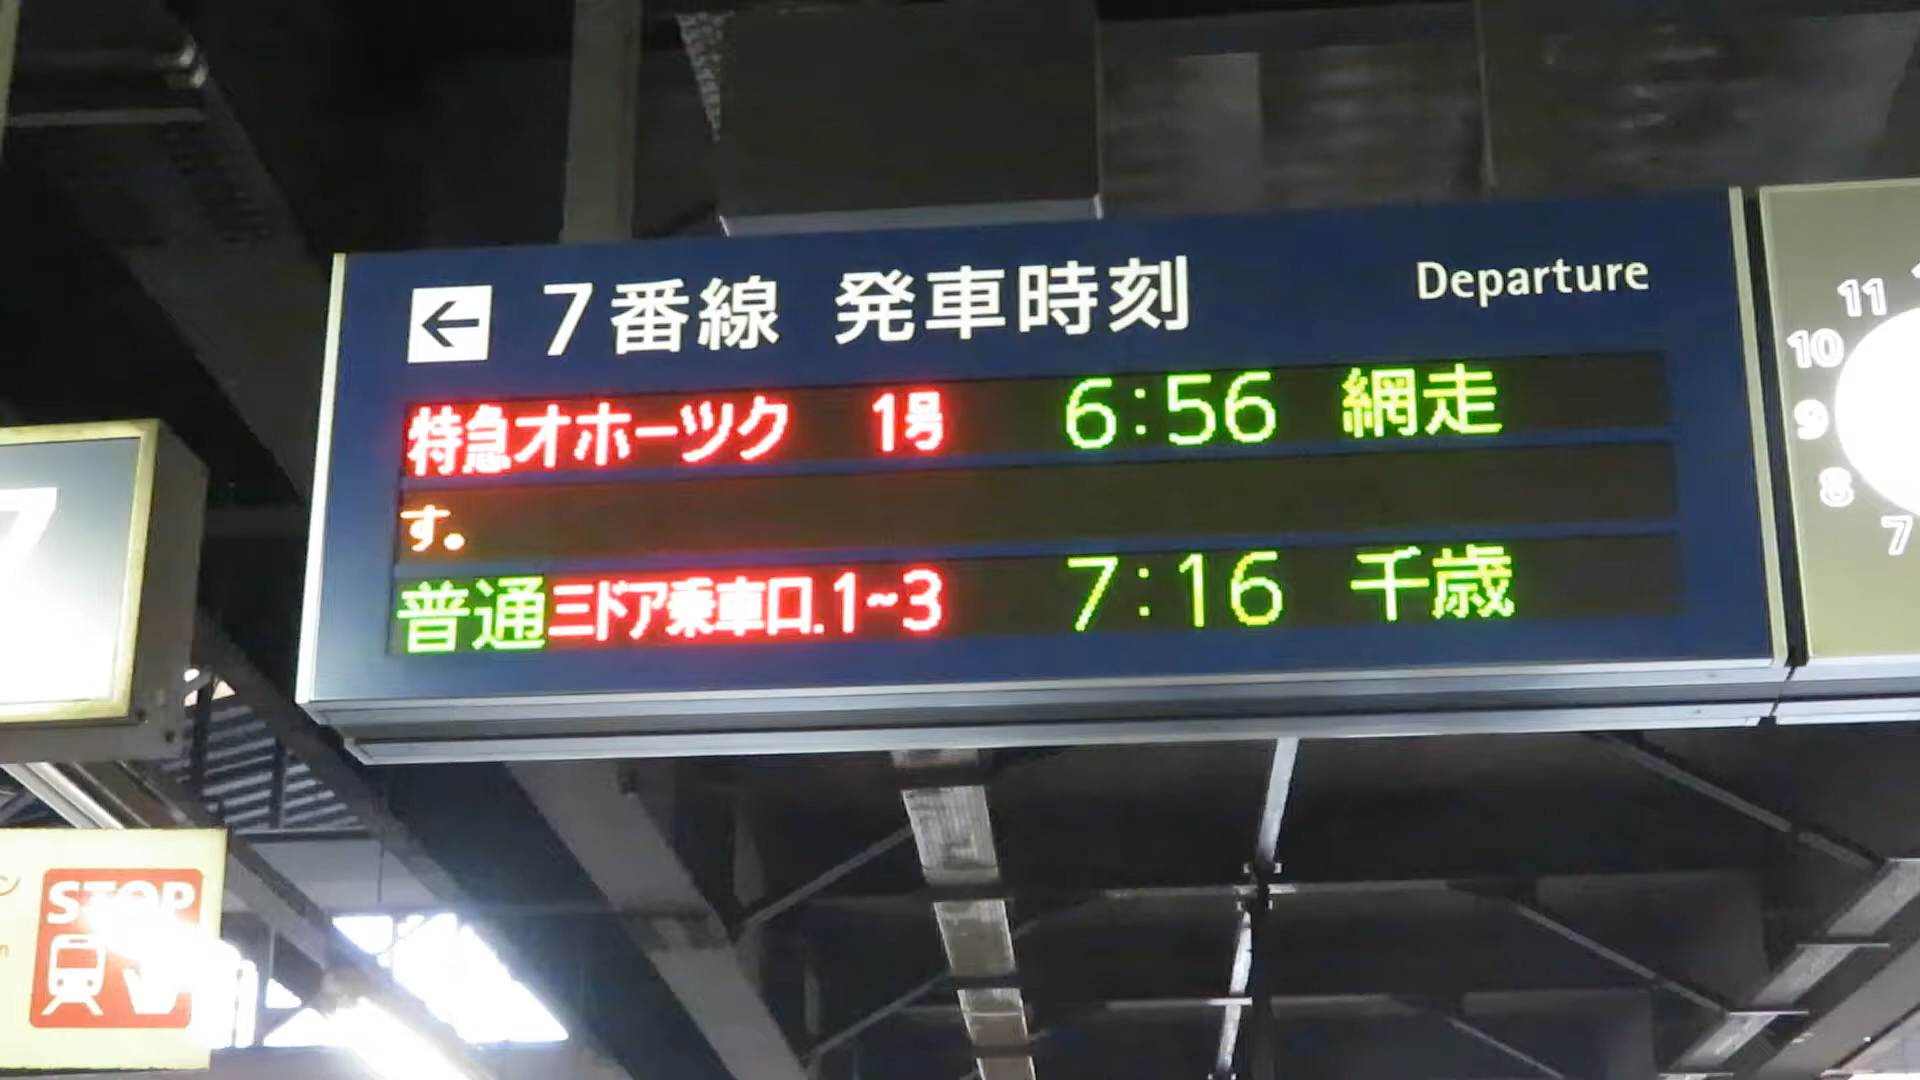 7番線 発車時刻 Departure
特急オホーツク 1号 6:56 網走
す。
普通 三ドア乗車口.1~3 7:16 千歳
11
10
9
8
7
7
STOP
ン